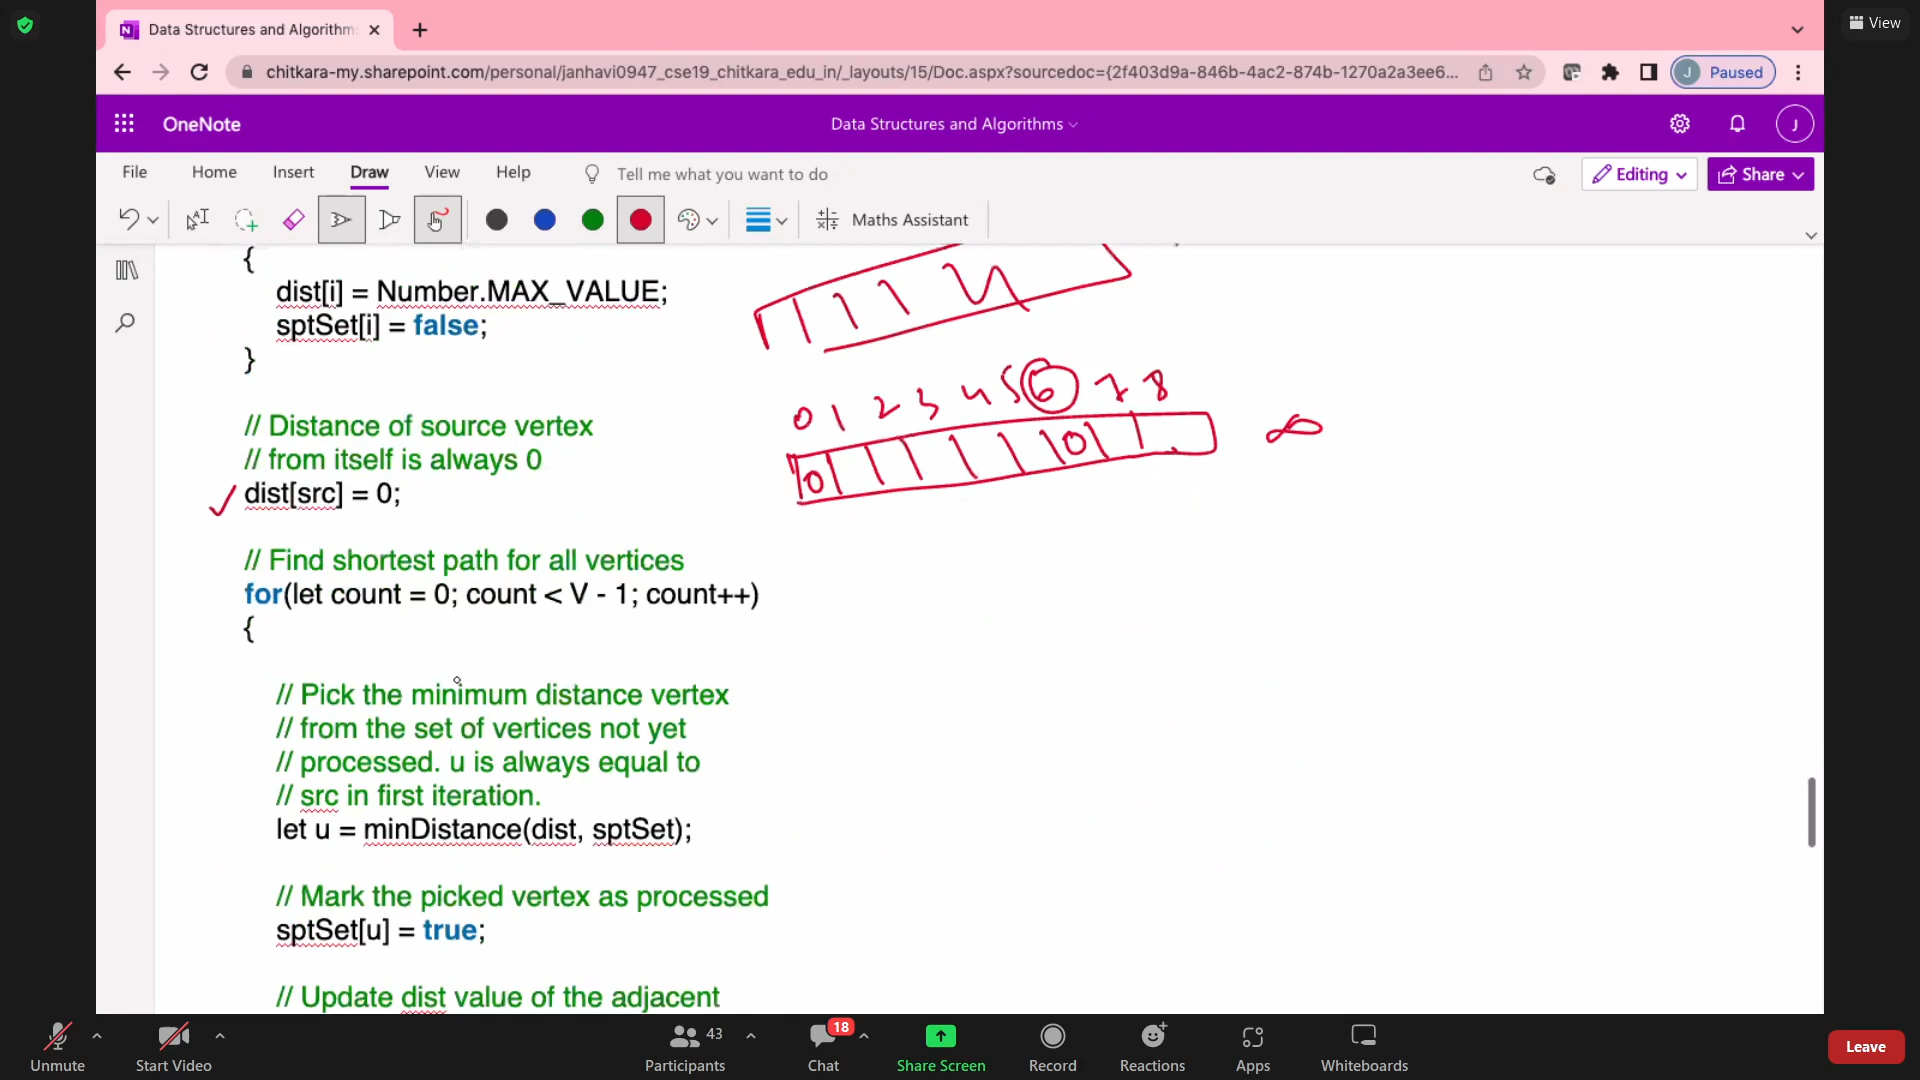 View
Data Structures and Algorithm
chitkara-my.sharepoint.com/personal/janhavi0947_cse19_chitkara_edu_in/_layouts/15/Doc.aspx?sourcedoc={2f403d9a-846b-4ac2-874b-1270a2a3ee6...
J Paused
OneNote
Data Structures and Algorithms
J
File Home Insert Draw View Help Tell me what you want to do
Editing
Share
Maths Assistant
{
dist[i] = Number.MAX_VALUE;
sptSet[i] = false;
}
0 1 2 3 4 5 6 7 8
0 0 ∞
// Distance of source vertex
// from itself is always 0
dist[src] = 0;
// Find shortest path for all vertices
for(let count = 0; count < V - 1; count++)
{
// Pick the minimum distance vertex
// from the set of vertices not yet
// processed. u is always equal to
// src in first iteration.
let u = minDistance(dist, sptSet);
// Mark the picked vertex as processed
sptSet[u] = true;
// Update dist value of the adjacent
Unmute
Start Video
43
Participants
18
Chat
Share Screen
Record
Reactions
Apps
Whiteboards
Leave